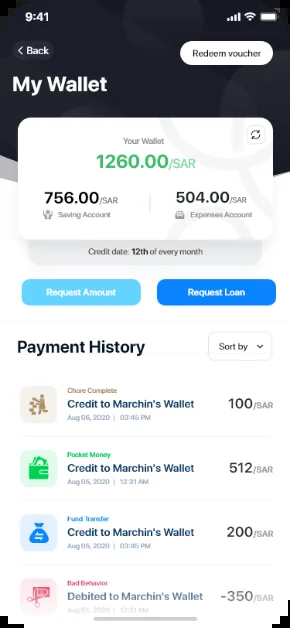 9:41
Back
Redeem voucher
My Wallet
Your Wallet
1260.00/SAR
756.00/SAR
504.00/SAR
Saving Account
Expenses Account
Credit date: 12th of every month
Request Amount
Request Loan
Payment History
Sort by
Chore Complete
Credit to Marchin's Wallet
100/SAR
Aug 06, 2020 | 03:45 PM
Pocket Money
Credit to Marchin's Wallet
512/SAR
Aug 05, 2020 | 12:31 AM
Fund Transfer
Credit to Marchin's Wallet
200/SAR
Aug 05, 2020 | 03:45 PM
Bad Behavior
Debited to Marchin's Wallet
-350/SAR
Aug 05, 2020 | 12:31 AM